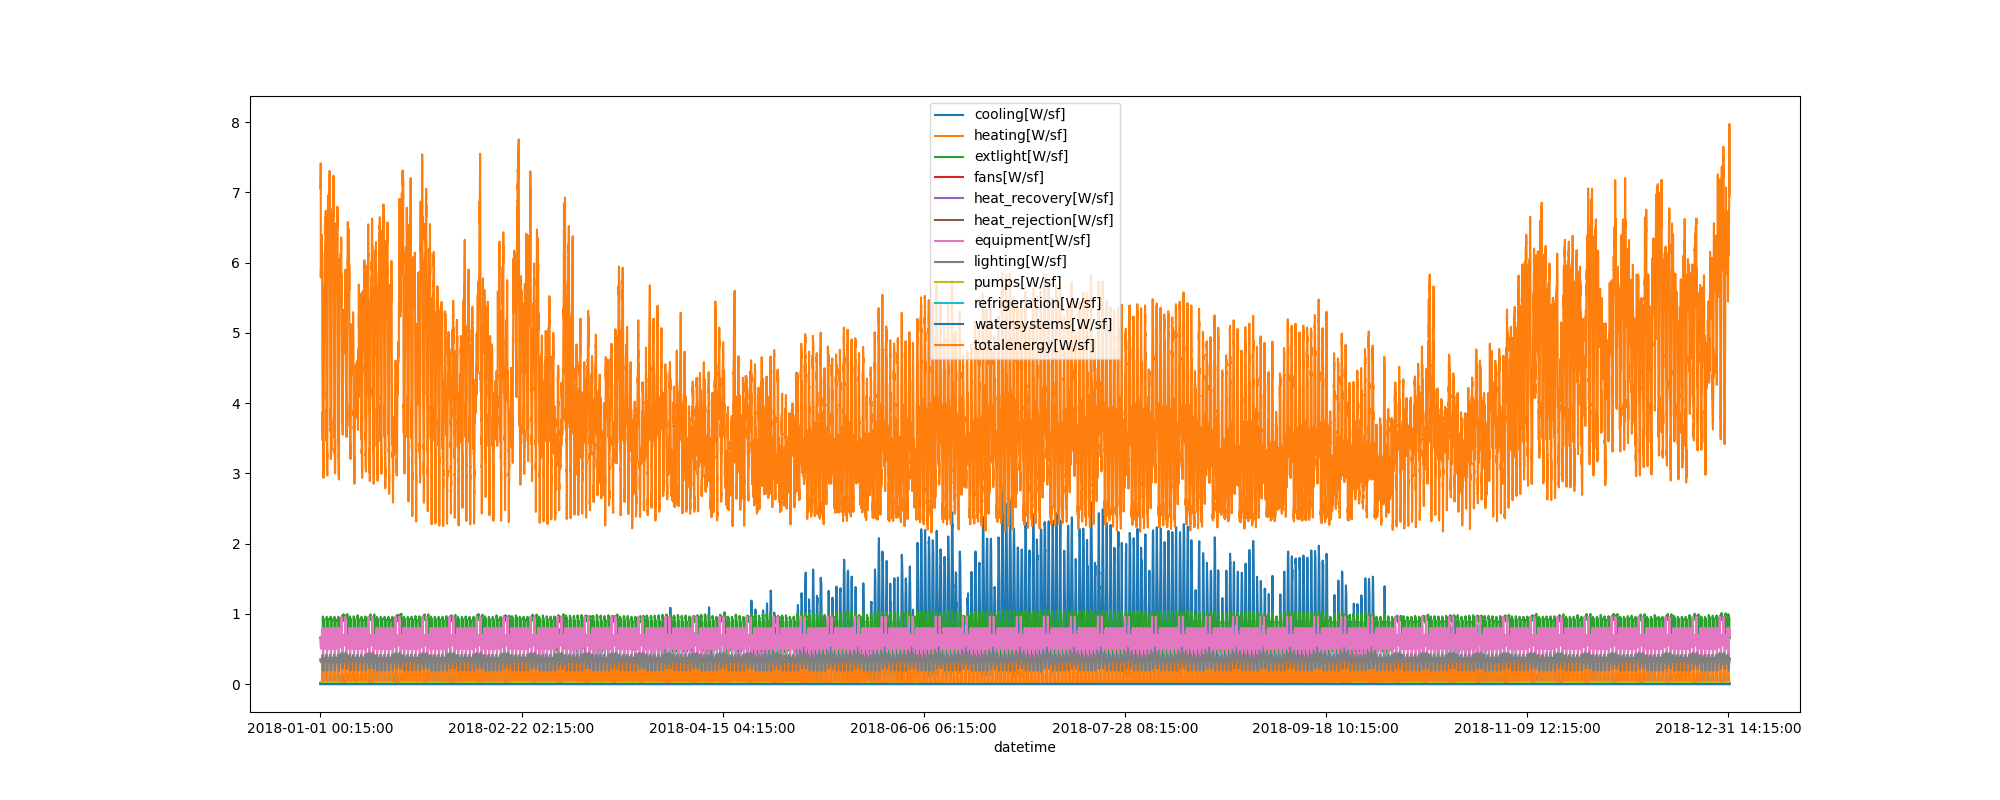 8
7
6
5
4
3
2
1
0
cooling[W/sf]
heating[W/sf]
extlight[W/sf]
fans[W/sf]
heat_recovery[W/sf]
heat_rejection[W/sf]
equipment[W/sf]
lighting[W/sf]
pumps[W/sf]
refrigeration[W/sf]
watersystems[W/sf]
totalenergy[W/sf]
2018-01-01 00:15:00 2018-02-22 02:15:00 2018-04-15 04:15:00 2018-06-06 06:15:00 2018-07-28 08:15:00 2018-09-18 10:15:00 2018-11-09 12:15:00 2018-12-31 14:15:00
datetime